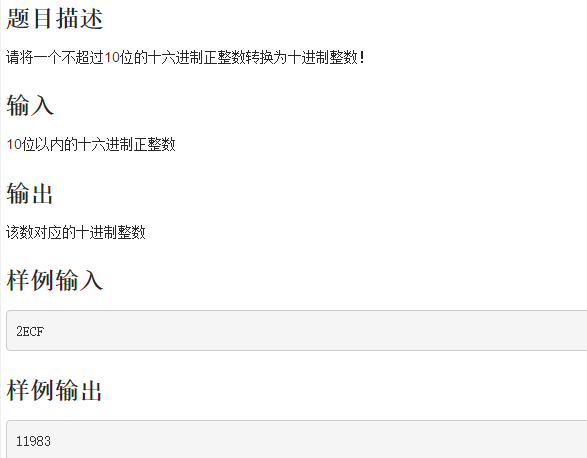 题目描述
请将一个不超过10位的十六进制正整数转换为十进制整数!
输入
10位以内的十六进制正整数
输出
该数对应的十进制整数
样例输入
2ECF
样例输出
11983